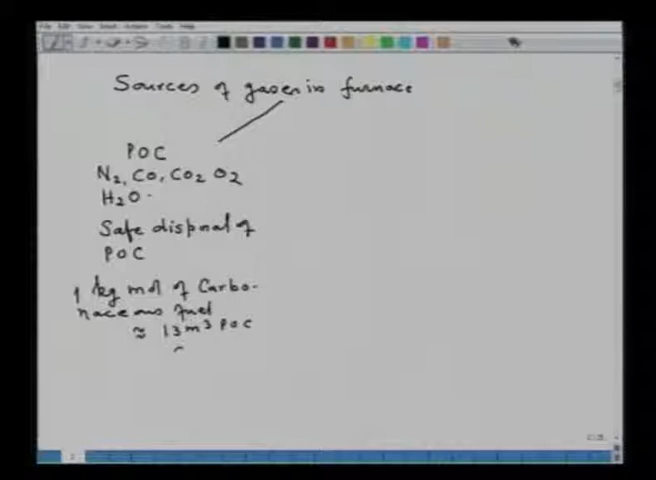 Sources of gases in furnace
POC
N2, CO, CO2 O2
H2O
Safe disposal of
POC
1 kg mol of Carbo-
naceous fuel
≈ 13 m3 POC